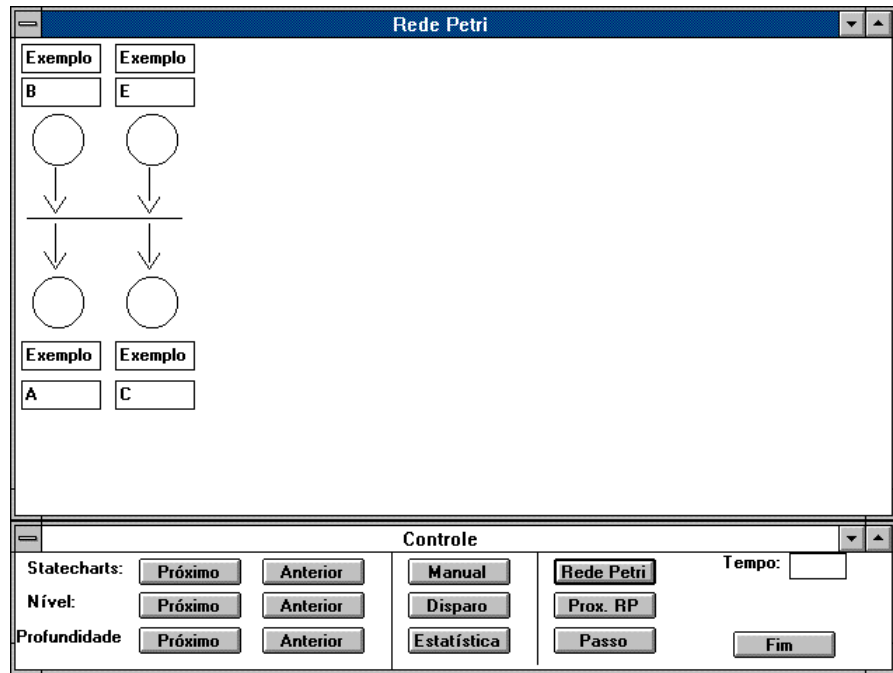 Rede Petri
Exemplo Exemplo
B E
Exemplo Exemplo
A C
Controle
Statecharts: Próximo Anterior Manual Rede Petri Tempo:
Nível: Próximo Anterior Disparo Prox. RP
Profundidade Próximo Anterior Estatística Passo Fim